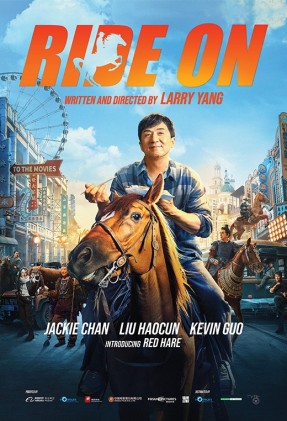 RIDE ON
WRITTEN AND DIRECTED BY LARRY YANG
TO THE MOVIES
JACKIE CHAN LIU HAOCUN KEVIN GUO
INTRODUCING RED HARE